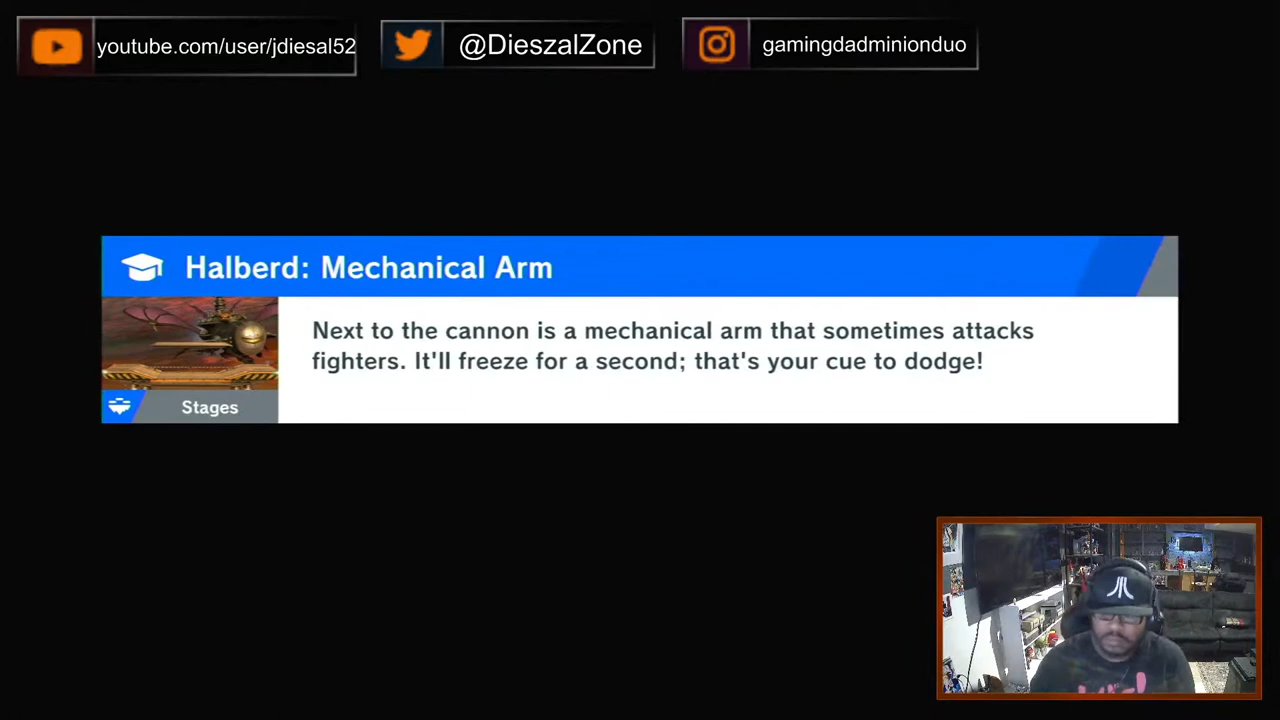 youtube.com/user/jdiesal52
@DieszalZone
gamingdadminionduo
Halberd: Mechanical Arm
Next to the cannon is a mechanical arm that sometimes attacks
fighters. It'll freeze for a second; that's your cue to dodge!
Stages